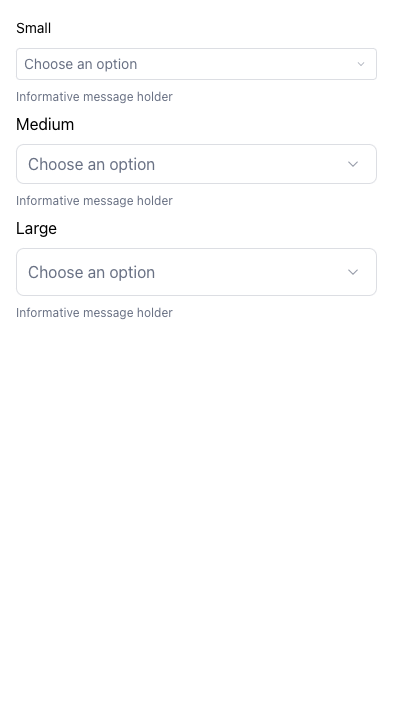 Small
Choose an option
Informative message holder
Medium
Choose an option
Informative message holder
Large
Choose an option
Informative message holder